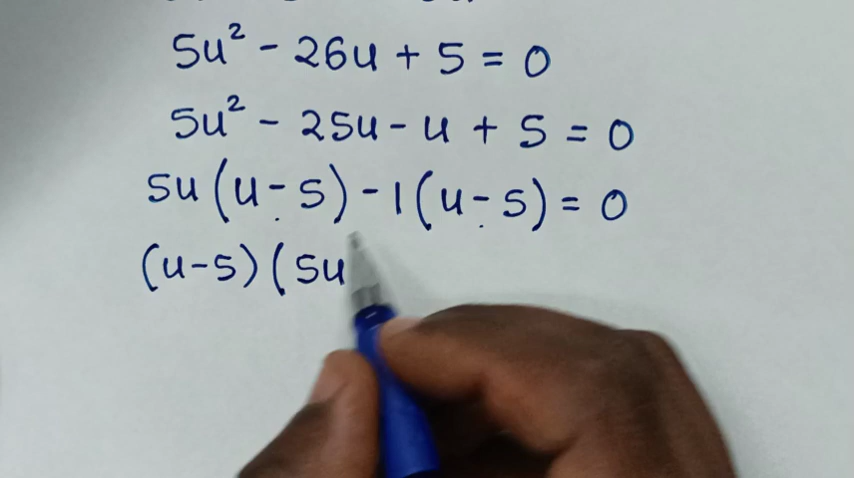 5u² - 26u + 5 = 0
5u² - 25u - u + 5 = 0
5u(u - 5) - 1(u - 5) = 0
(u - 5)(5u